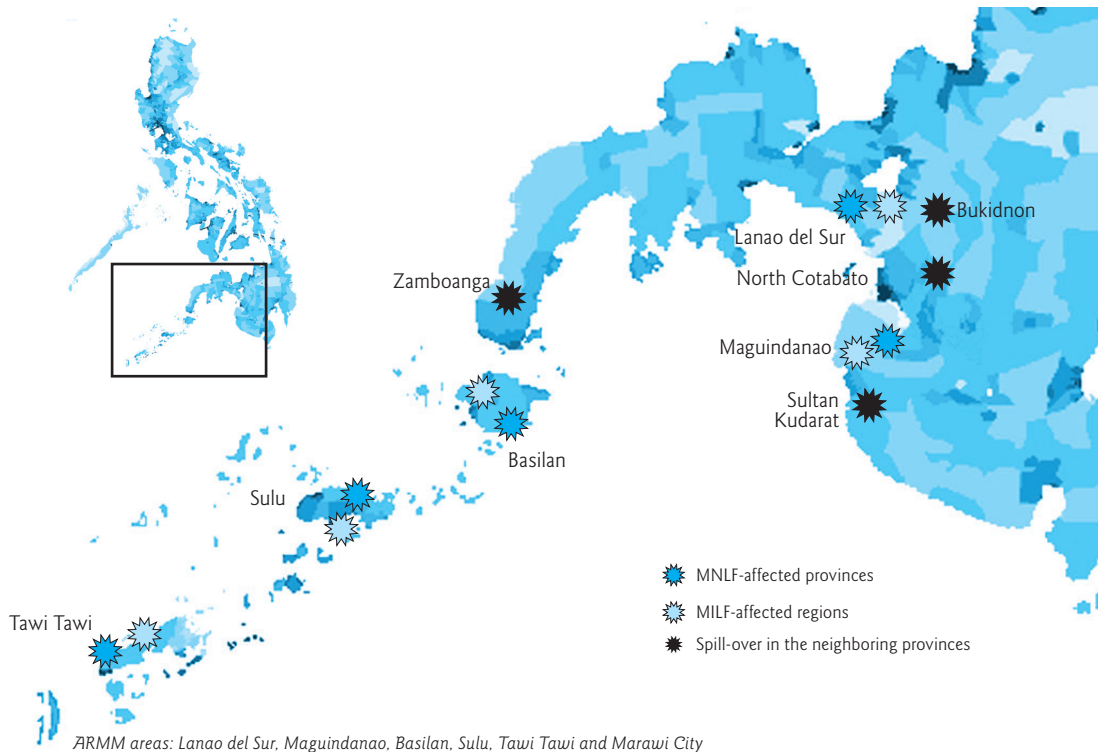 Bukidnon
Lanao del Sur
Zamboanga
North Cotabato
Maguindanao
Sultan
Kudarat
Basilan
Sulu
MNLF-affected provinces
MILF-affected regions
Tawi Tawi
Spill-over in the neighboring provinces
ARMM areas: Lanao del Sur, Maguindanao, Basilan, Sulu, Tawi Tawi and Marawi City